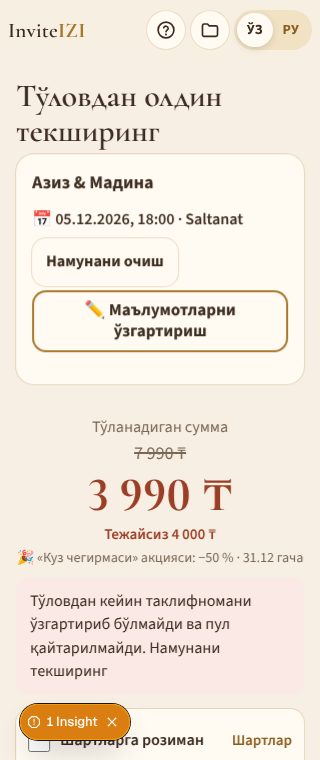 InviteIZI
ЎЗ
РУ
Тўловдан олдин
текширинг
Азиз & Мадина
📅 05.12.2026, 18:00 · Saltanat
Намунани очиш
✏️ Маълумотларни
ўзгартириш
Тўланадиган сумма
7 990 ₸
3 990 ₸
Тежайсиз 4 000 ₸
🎉 «Куз чегирмаси» акцияси: −50 % · 31.12 гача
Тўловдан кейин таклифномани
ўзгартириб бўлмайди ва пул
қайтарилмайди. Намунани
текширинг
1 Insight
Шартларга розиман
Шартлар